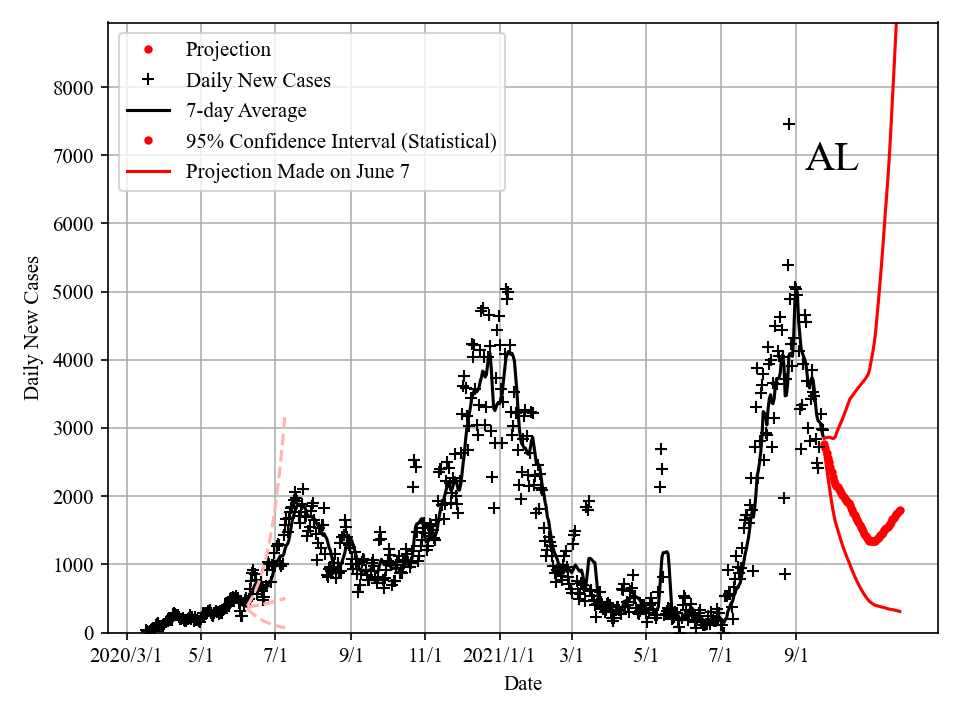 Projection
Daily New Cases
7-day Average
95% Confidence Interval (Statistical)
Projection Made on June 7
AL
Daily New Cases
8000
7000
6000
5000
4000
3000
2000
1000
0
2020/3/1 5/1 7/1 9/1 11/1 2021/1/1 3/1 5/1 7/1 9/1
Date